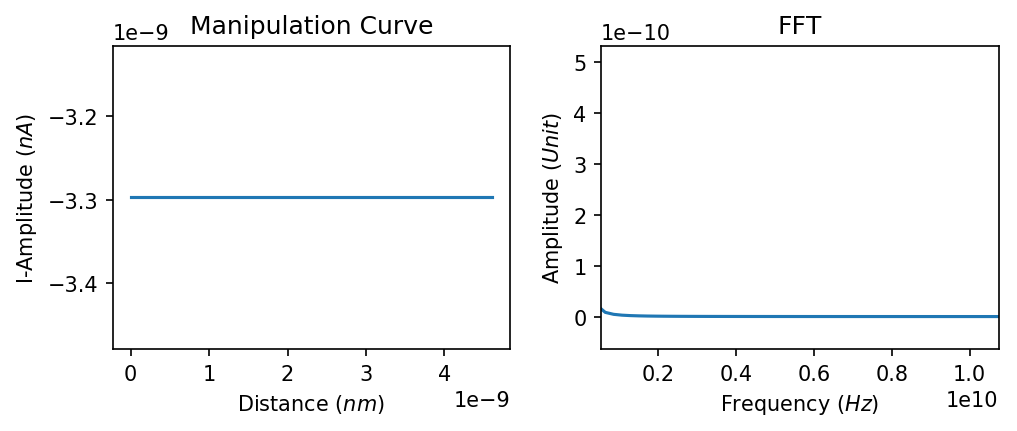 Manipulation Curve
1e−9
−3.2
−3.3
−3.4
I-Amplitude (nA)
0 1 2 3 4
1e−9
Distance (nm)
FFT
1e−10
5
4
3
2
1
0
Amplitude (Unit)
0.2 0.4 0.6 0.8 1.0
1e10
Frequency (Hz)